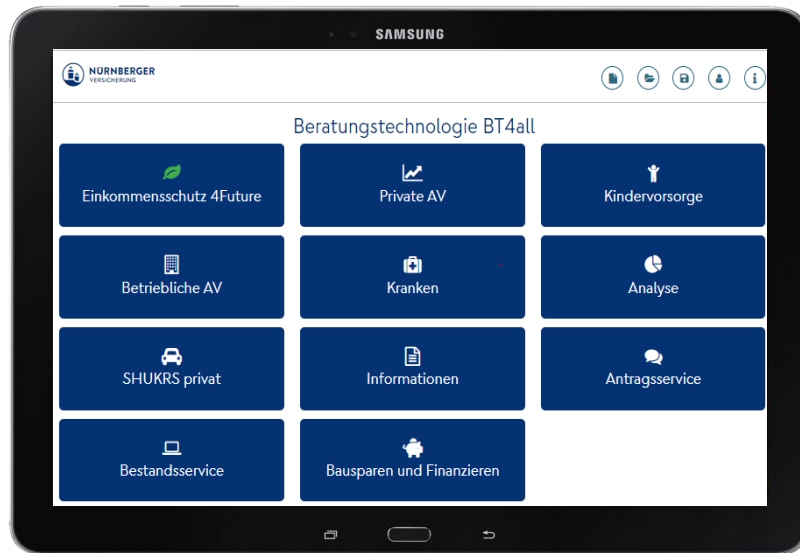 SAMSUNG
NÜRNBERGER
VERSICHERUNG
Beratungstechnologie BT4all
Einkommensschutz 4Future
Private AV
Kindervorsorge
Betriebliche AV
Kranken
Analyse
SHUKRS privat
Informationen
Antragsservice
Bestandsservice
Bausparen und Finanzieren